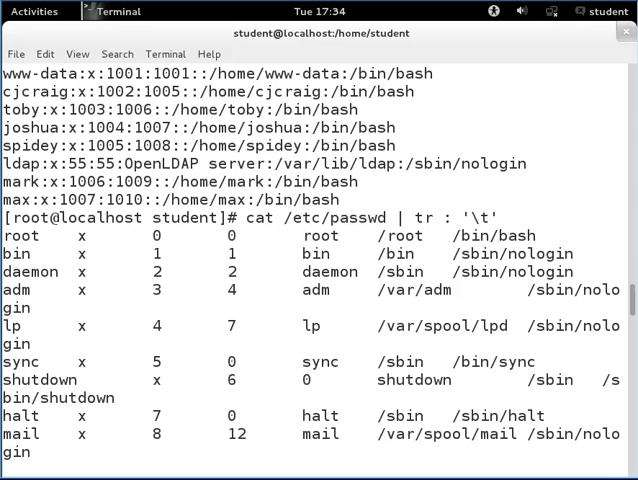 Activities Terminal Tue 17:34 student
student@localhost:/home/student
File Edit View Search Terminal Help
www-data:x:1001:1001::/home/www-data:/bin/bash
cjcraig:x:1002:1005::/home/cjcraig:/bin/bash
toby:x:1003:1006::/home/toby:/bin/bash
joshua:x:1004:1007::/home/joshua:/bin/bash
spidey:x:1005:1008::/home/spidey:/bin/bash
ldap:x:55:55:OpenLDAP server:/var/lib/ldap:/sbin/nologin
mark:x:1006:1009::/home/mark:/bin/bash
max:x:1007:1010::/home/max:/bin/bash
[root@localhost student]# cat /etc/passwd | tr : '\t'
root x 0 0 root /root /bin/bash
bin x 1 1 bin /bin /sbin/nologin
daemon x 2 2 daemon /sbin /sbin/nologin
adm x 3 4 adm /var/adm /sbin/nolo
gin
lp x 4 7 lp /var/spool/lpd /sbin/nolo
gin
sync x 5 0 sync /sbin /bin/sync
shutdown x 6 0 shutdown /sbin /s
bin/shutdown
halt x 7 0 halt /sbin /sbin/halt
mail x 8 12 mail /var/spool/mail /sbin/nolo
gin